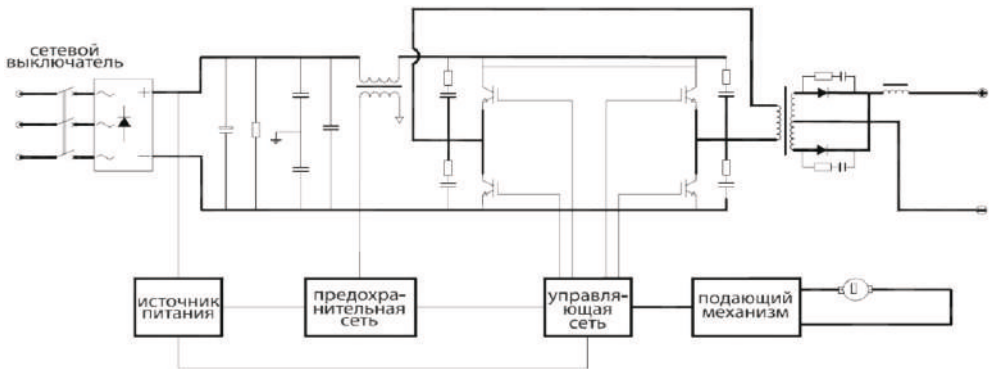 сетевой
выключатель
источник
питания
предохра-
нительная
сеть
управля-
ющая
сеть
подающий
механизм